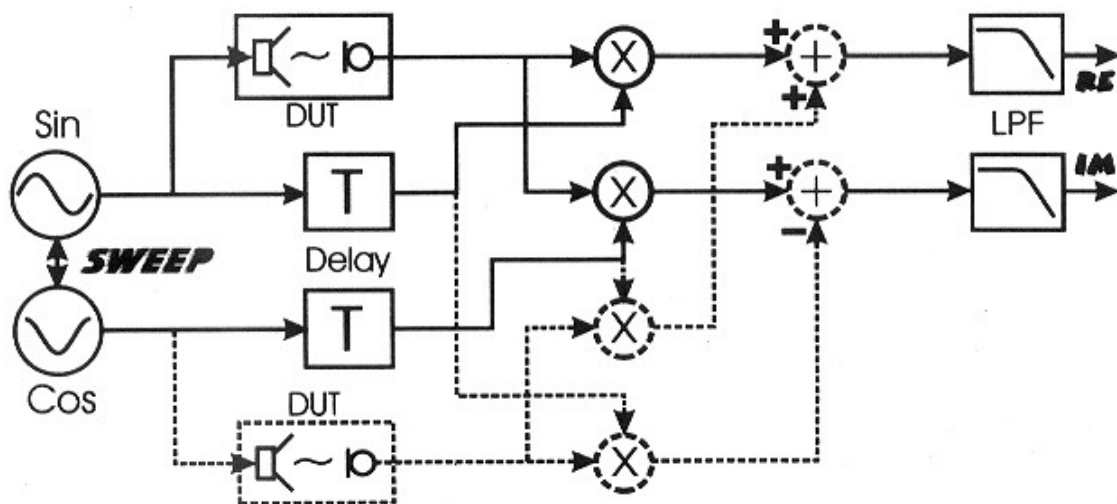 DUT
X
+
+
+
RE
LPF
Sin
T
X
+
+
−
IM
SWEEP
Delay
T
X
Cos
DUT
X